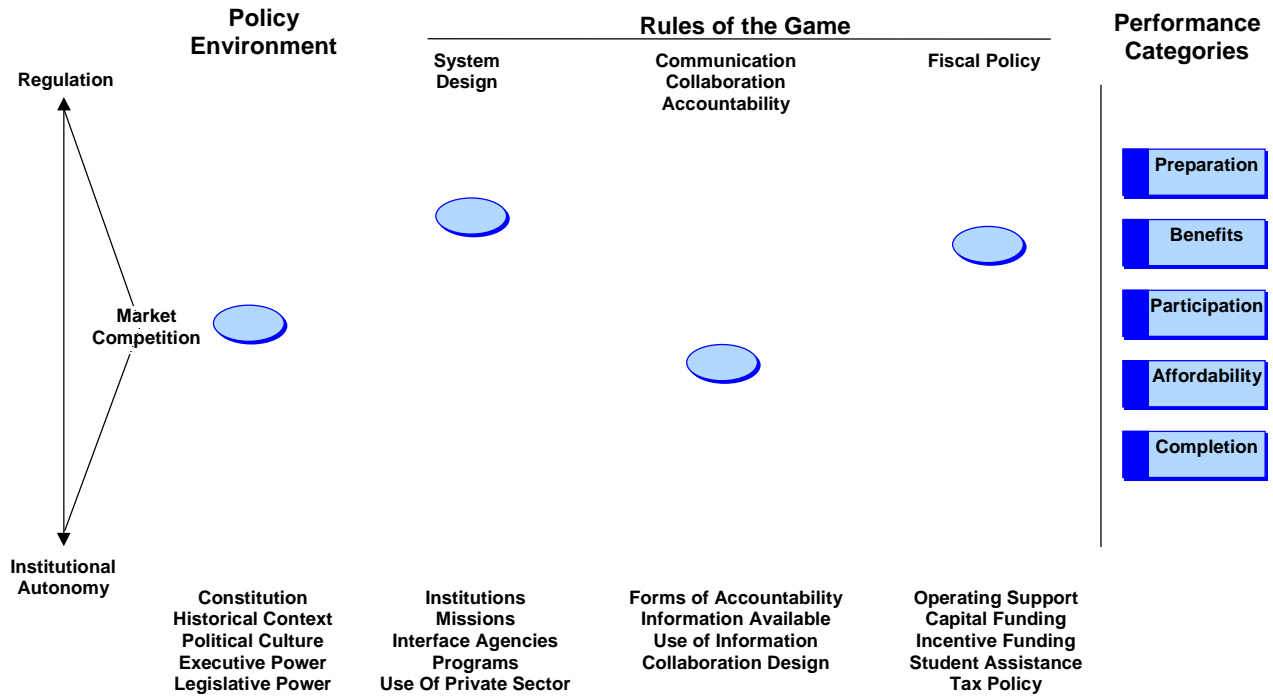 Policy
Environment
Rules of the Game
Performance
Categories
System
Design
Communication
Collaboration
Accountability
Fiscal Policy
Regulation
Market
Competition
Institutional
Autonomy
Preparation
Benefits
Participation
Affordability
Completion
Constitution
Historical Context
Political Culture
Executive Power
Legislative Power
Institutions
Missions
Interface Agencies
Programs
Use Of Private Sector
Forms of Accountability
Information Available
Use of Information
Collaboration Design
Operating Support
Capital Funding
Incentive Funding
Student Assistance
Tax Policy